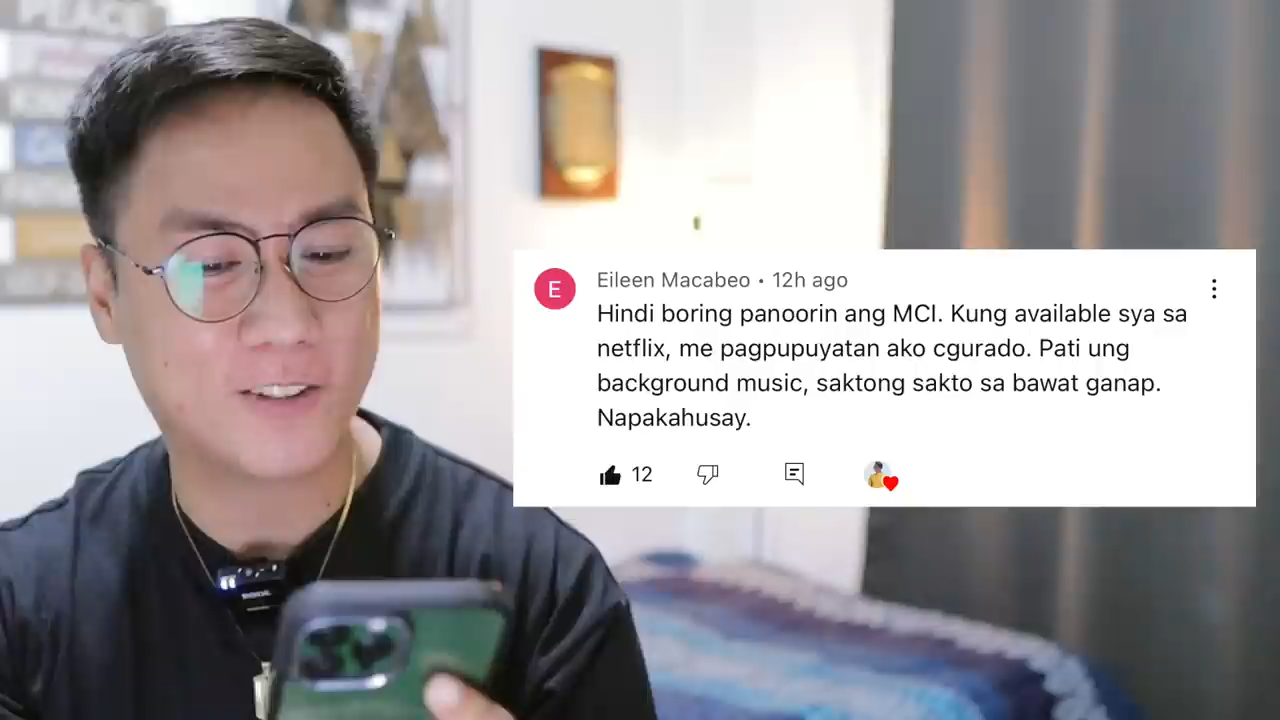 PEACE
E
Eileen Macabeo • 12h ago
Hindi boring panoorin ang MCI. Kung available sya sa
netflix, me pagpupuyatan ako cgurado. Pati ung
background music, saktong sakto sa bawat ganap.
Napakahusay.
12